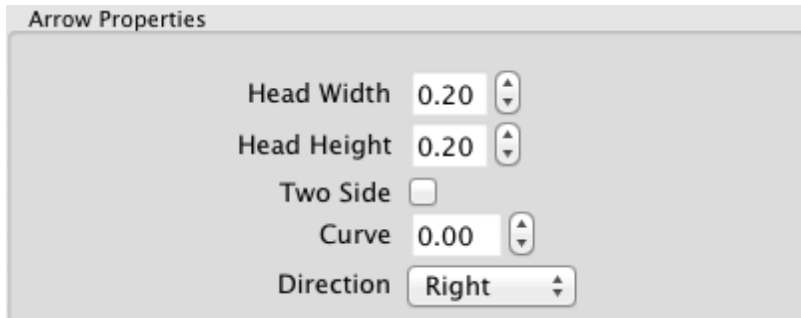 Arrow Properties
Head Width 0.20
Head Height 0.20
Two Side
Curve 0.00
Direction Right